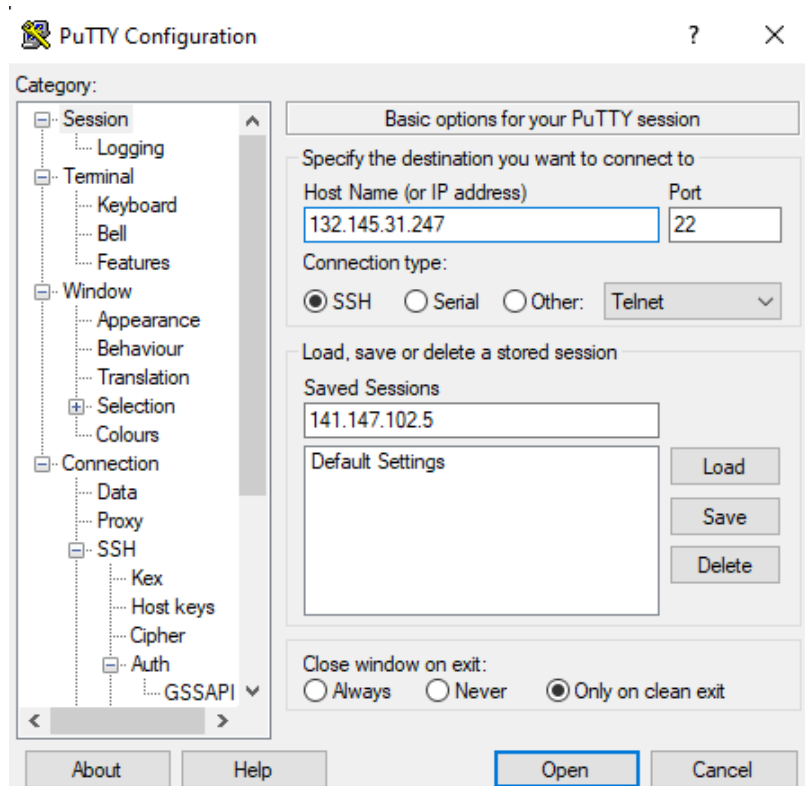 PuTTY Configuration
?
Category:
Session
Logging
Terminal
Keyboard
Bell
Features
Window
Appearance
Behaviour
Translation
Selection
Colours
Connection
Data
Proxy
SSH
Kex
Host keys
Cipher
Auth
GSSAPI
Basic options for your PuTTY session
Specify the destination you want to connect to
Host Name (or IP address) Port
132.145.31.247 22
Connection type:
SSH Serial Other: Telnet
Load, save or delete a stored session
Saved Sessions
141.147.102.5
Default Settings
Load
Save
Delete
Close window on exit:
Always Never Only on clean exit
About Help Open Cancel